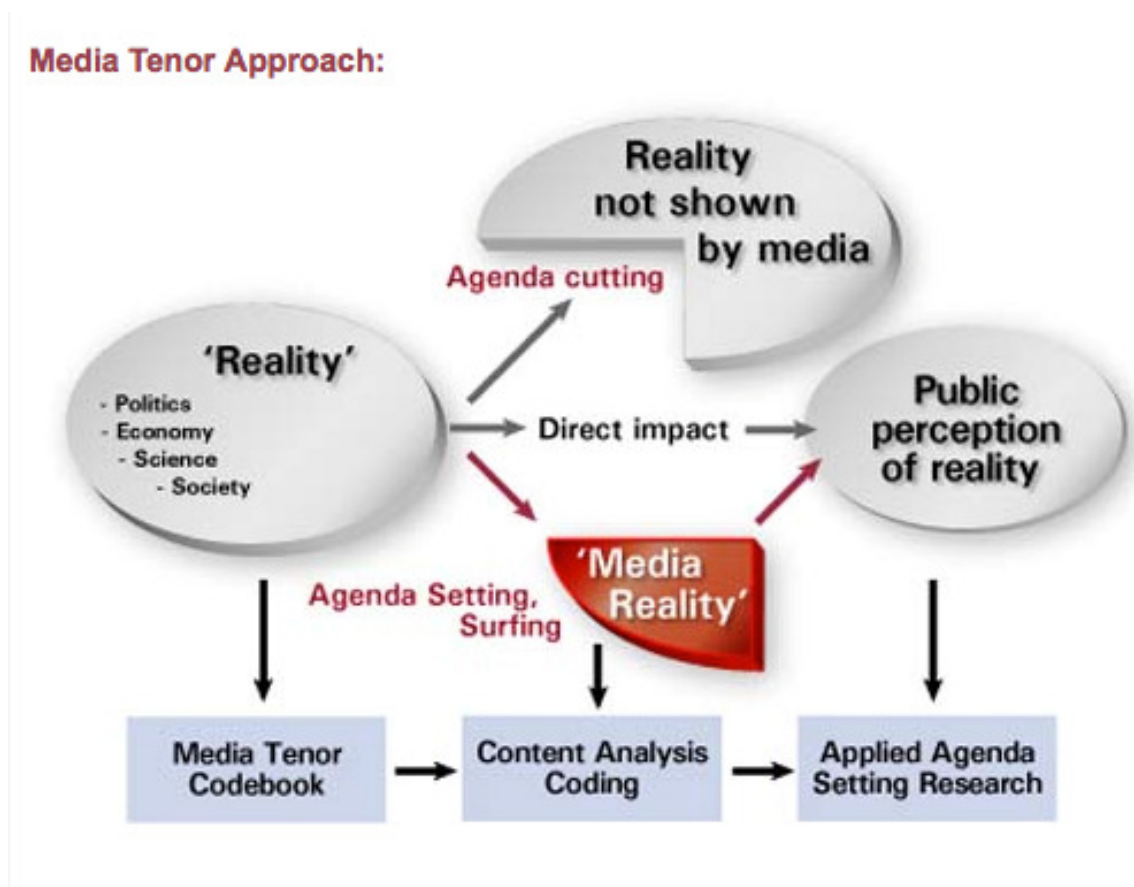 Media Tenor Approach:
Reality
not shown
by media
Agenda cutting
‘Reality’
- Politics
- Economy
- Science
- Society
Direct impact
Public
perception
of reality
‘Media
Reality’
Agenda Setting,
Surfing
Media Tenor
Codebook
Content Analysis
Coding
Applied Agenda
Setting Research